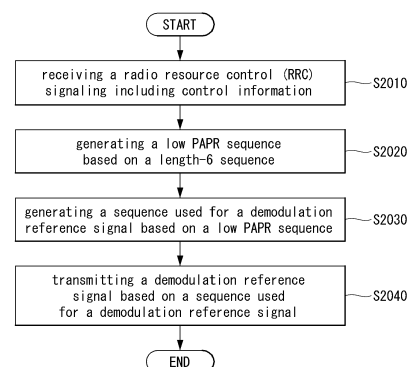 START
receiving a radio resource control (RRC)
signaling including control information
S2010
generating a low PAPR sequence
based on a length-6 sequence
S2020
generating a sequence used for a demodulation
reference signal based on a low PAPR sequence
S2030
transmitting a demodulation reference
signal based on a sequence used
for a demodulation reference signal
S2040
END